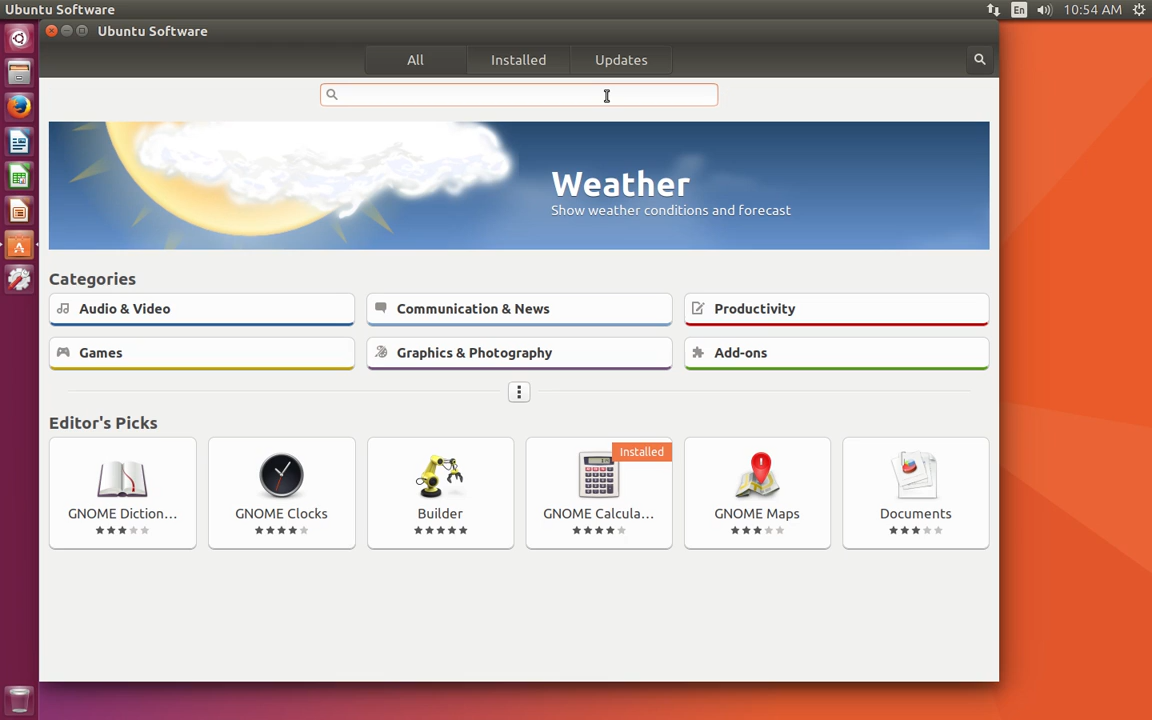 Ubuntu Software
En
10:54 AM
Ubuntu Software
All
Installed
Updates
Weather
Show weather conditions and forecast
Categories
Audio & Video
Communication & News
Productivity
Games
Graphics & Photography
Add-ons
Editor's Picks
Installed
GNOME Diction...
GNOME Clocks
Builder
GNOME Calcula...
GNOME Maps
Documents